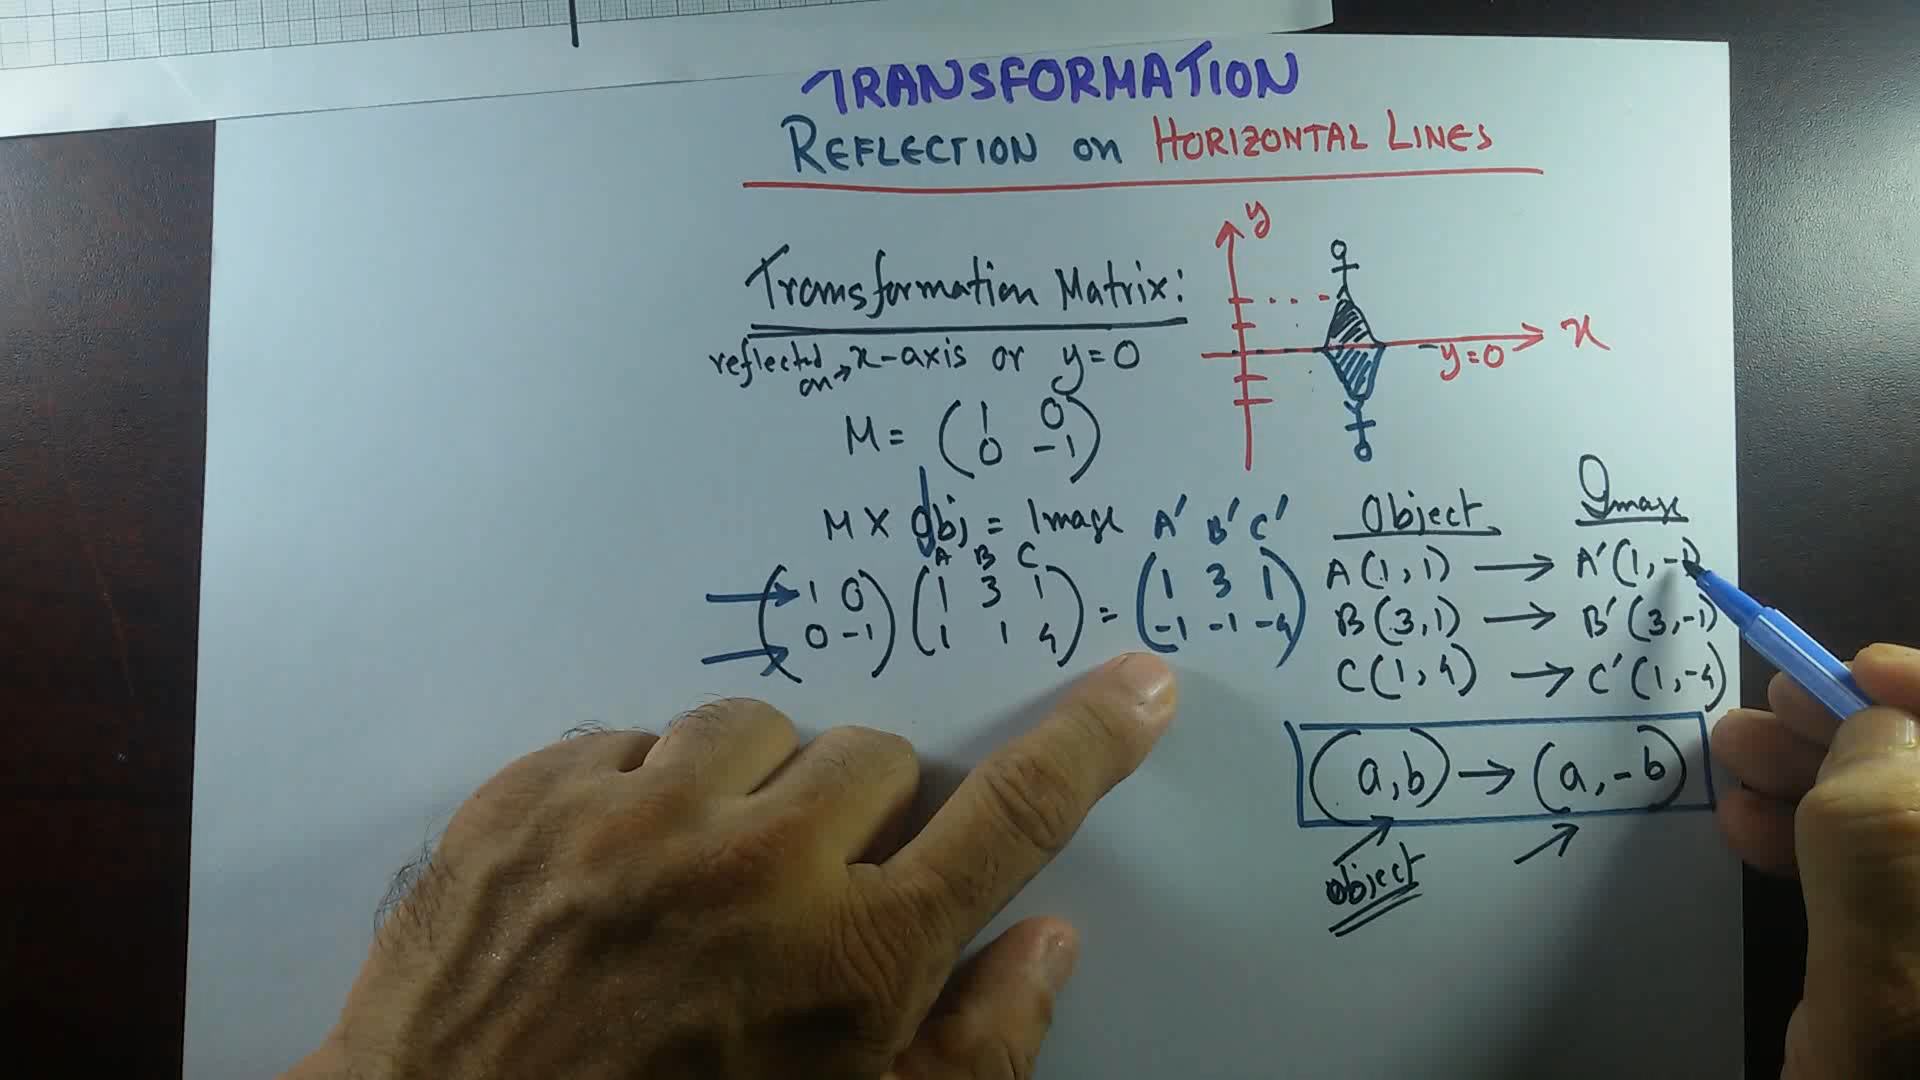 TRANSFORMATION
REFLECTION on HORIZONTAL LINES
Transformation Matrix:
reflected on → x-axis or y=0
M = (1 0
0 -1)
M X Obj = Image
A B C
A' B' C'
(1 0
0 -1) (1 3 1
1 1 4) = (1 3 1
-1 -1 -4)
y
x
y=0
Object Image
A(1,1) → A'(1,-1)
B(3,1) → B'(3,-1)
C(1,4) → C'(1,-4)
(a,b) → (a,-b)
object